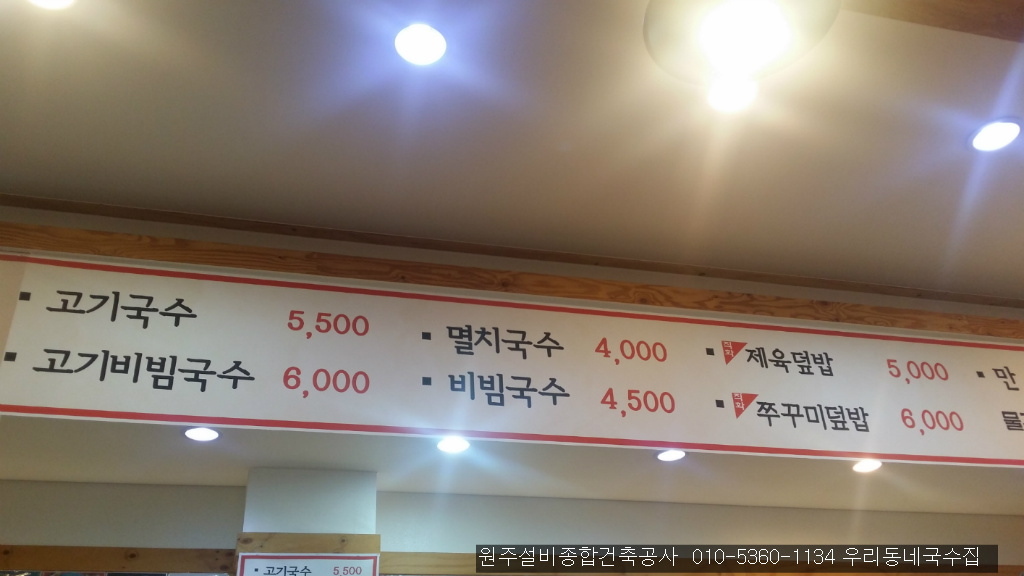 고기국수 5,500
고기비빔국수 6,000
멸치국수 4,000
비빔국수 4,500
제육덮밥 5,000
쭈꾸미덮밥 6,000
만
물
고기국수 5,500
원주설비종합건축공사 010-5360-1134 우리동네국수집